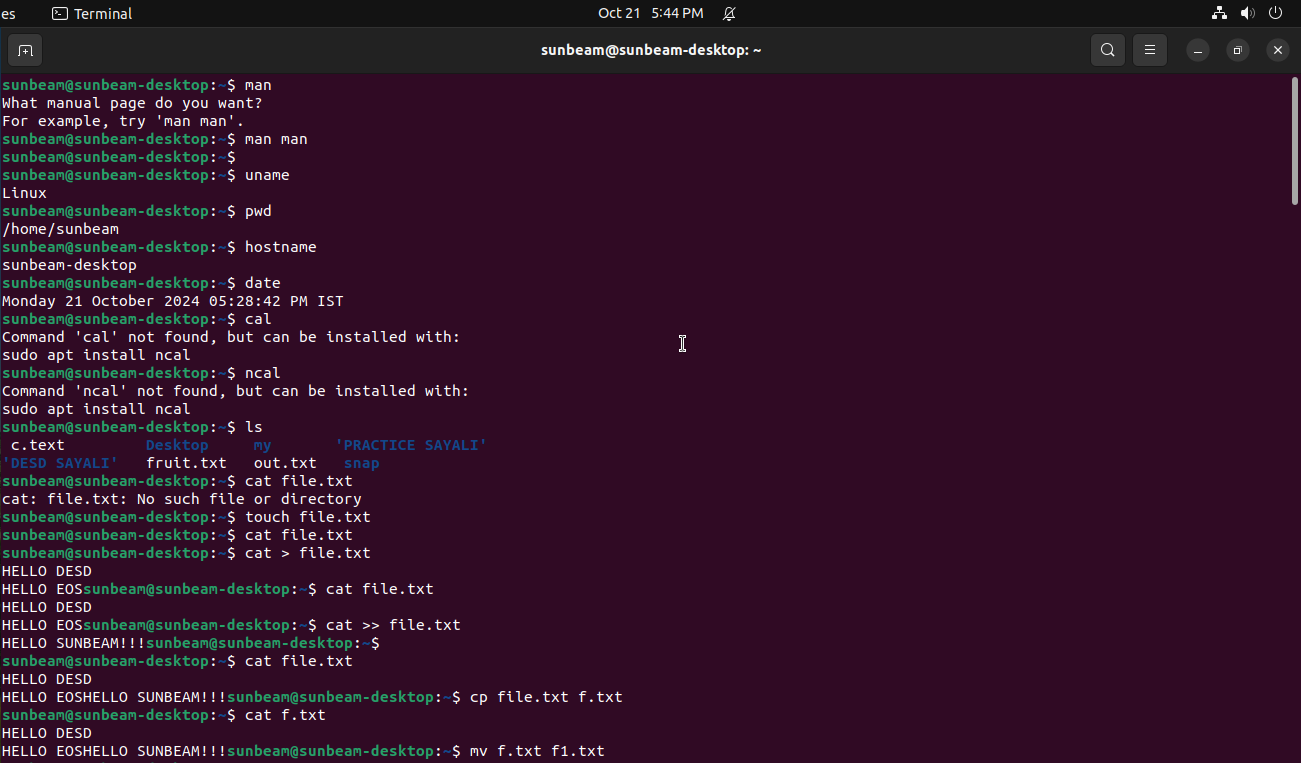 es Terminal Oct 21 5:44 PM
sunbeam@sunbeam-desktop: ~
sunbeam@sunbeam-desktop:~$ man
What manual page do you want?
For example, try 'man man'.
sunbeam@sunbeam-desktop:~$ man man
sunbeam@sunbeam-desktop:~$
sunbeam@sunbeam-desktop:~$ uname
Linux
sunbeam@sunbeam-desktop:~$ pwd
/home/sunbeam
sunbeam@sunbeam-desktop:~$ hostname
sunbeam-desktop
sunbeam@sunbeam-desktop:~$ date
Monday 21 October 2024 05:28:42 PM IST
sunbeam@sunbeam-desktop:~$ cal
Command 'cal' not found, but can be installed with:
sudo apt install ncal
sunbeam@sunbeam-desktop:~$ ncal
Command 'ncal' not found, but can be installed with:
sudo apt install ncal
sunbeam@sunbeam-desktop:~$ ls
c.text Desktop my 'PRACTICE SAYALI'
'DESD SAYALI' fruit.txt out.txt snap
sunbeam@sunbeam-desktop:~$ cat file.txt
cat: file.txt: No such file or directory
sunbeam@sunbeam-desktop:~$ touch file.txt
sunbeam@sunbeam-desktop:~$ cat file.txt
sunbeam@sunbeam-desktop:~$ cat > file.txt
HELLO DESD
HELLO EOSsunbeam@sunbeam-desktop:~$ cat file.txt
HELLO DESD
HELLO EOSsunbeam@sunbeam-desktop:~$ cat >> file.txt
HELLO SUNBEAM!!!sunbeam@sunbeam-desktop:~$
sunbeam@sunbeam-desktop:~$ cat file.txt
HELLO DESD
HELLO EOSHELLO SUNBEAM!!!sunbeam@sunbeam-desktop:~$ cp file.txt f.txt
sunbeam@sunbeam-desktop:~$ cat f.txt
HELLO DESD
HELLO EOSHELLO SUNBEAM!!!sunbeam@sunbeam-desktop:~$ mv f.txt f1.txt